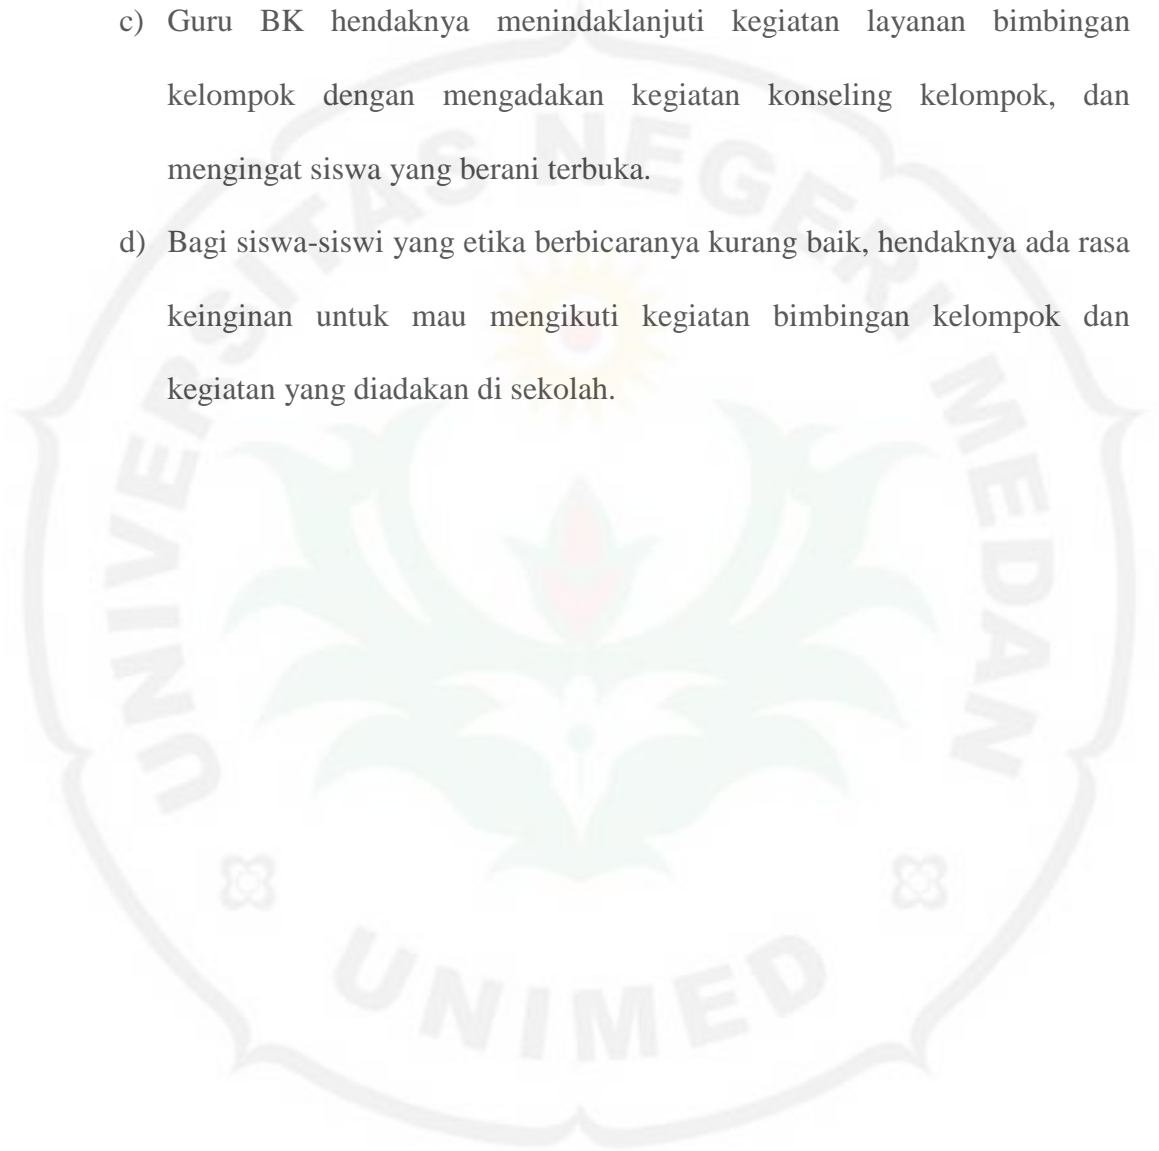 c) Guru BK hendaknya menindaklanjuti kegiatan layanan bimbingan
kelompok dengan mengadakan kegiatan konseling kelompok, dan
mengingat siswa yang berani terbuka.
d) Bagi siswa-siswi yang etika berbicaranya kurang baik, hendaknya ada rasa
keinginan untuk mau mengikuti kegiatan bimbingan kelompok dan
kegiatan yang diadakan di sekolah.
UNIVERSITAS NEGERI MEDAN
UNIMED